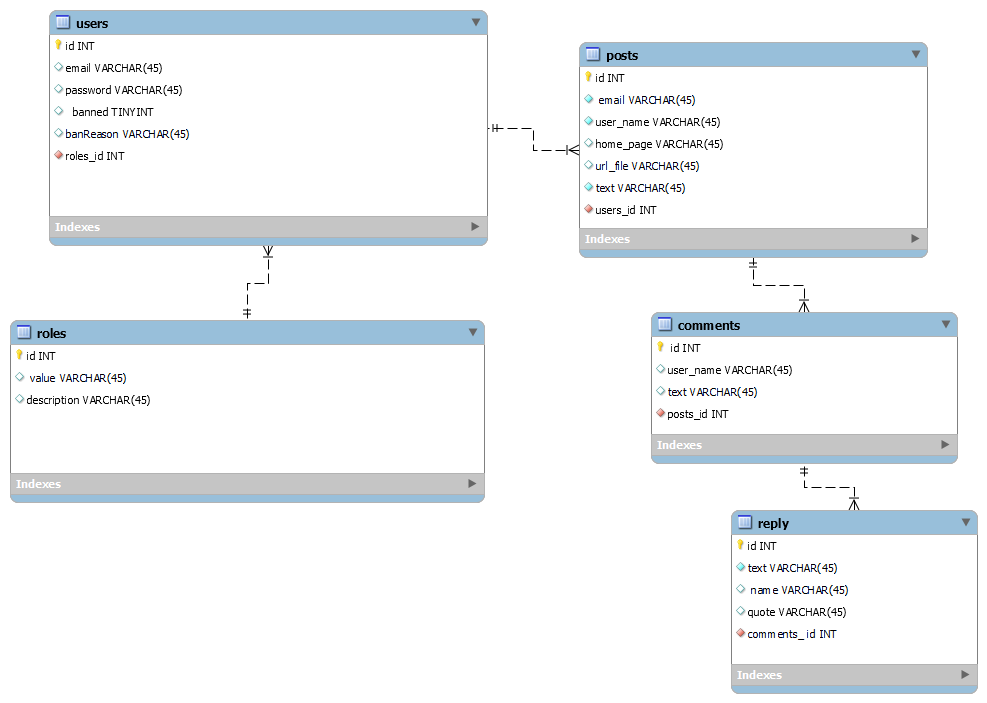 users
id INT
email VARCHAR(45)
password VARCHAR(45)
banned TINYINT
banReason VARCHAR(45)
roles_id INT
Indexes
posts
id INT
email VARCHAR(45)
user_name VARCHAR(45)
home_page VARCHAR(45)
url_file VARCHAR(45)
text VARCHAR(45)
users_id INT
Indexes
roles
id INT
value VARCHAR(45)
description VARCHAR(45)
Indexes
comments
id INT
user_name VARCHAR(45)
text VARCHAR(45)
posts_id INT
Indexes
reply
id INT
text VARCHAR(45)
name VARCHAR(45)
quote VARCHAR(45)
comments_id INT
Indexes